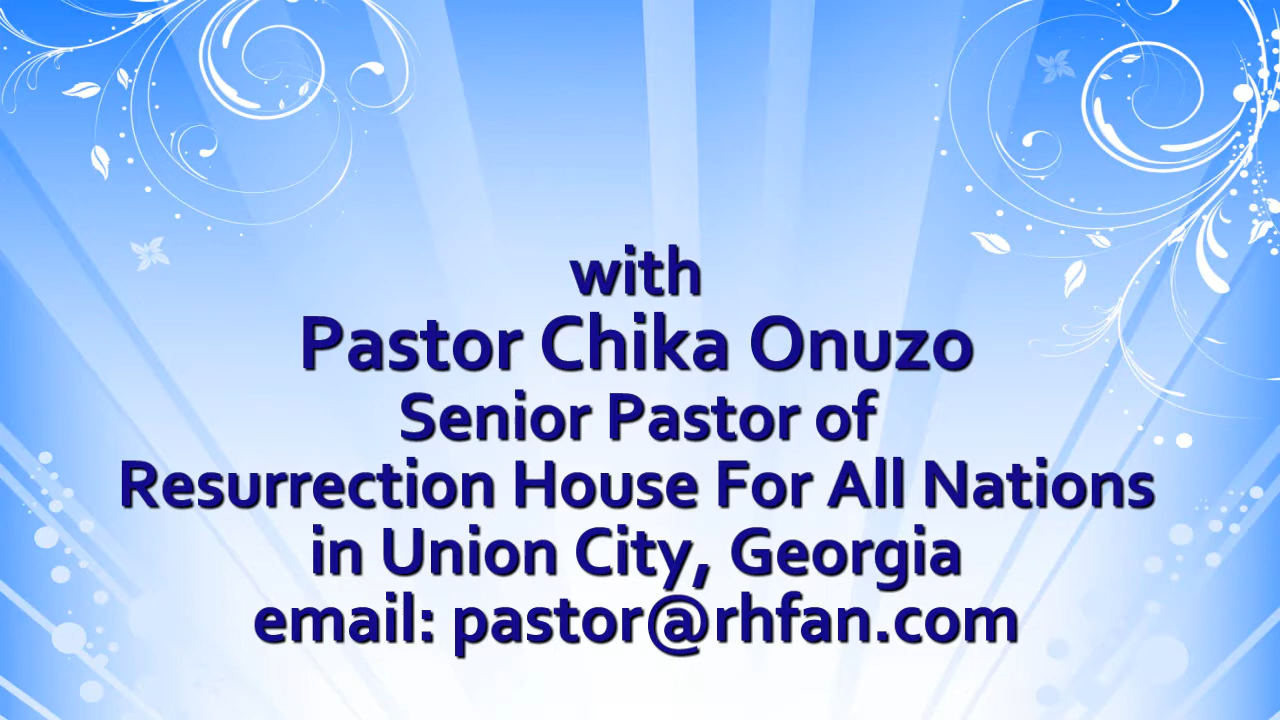 with
Pastor Chika Onuzo
Senior Pastor of
Resurrection House For All Nations
in Union City, Georgia
email: pastor@rhfan.com